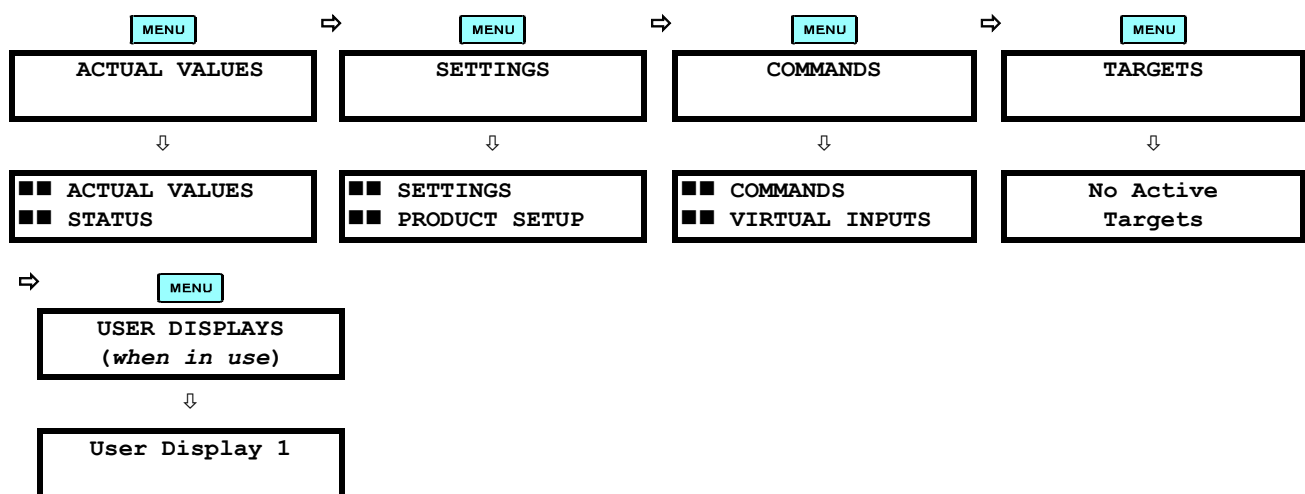 MENU ⇨ MENU ⇨ MENU ⇨ MENU
ACTUAL VALUES
SETTINGS
COMMANDS
TARGETS
⇩ ⇩ ⇩ ⇩
■■ ACTUAL VALUES
■■ STATUS
■■ SETTINGS
■■ PRODUCT SETUP
■■ COMMANDS
■■ VIRTUAL INPUTS
No Active
Targets
⇨ MENU
USER DISPLAYS
(when in use)
⇩
User Display 1